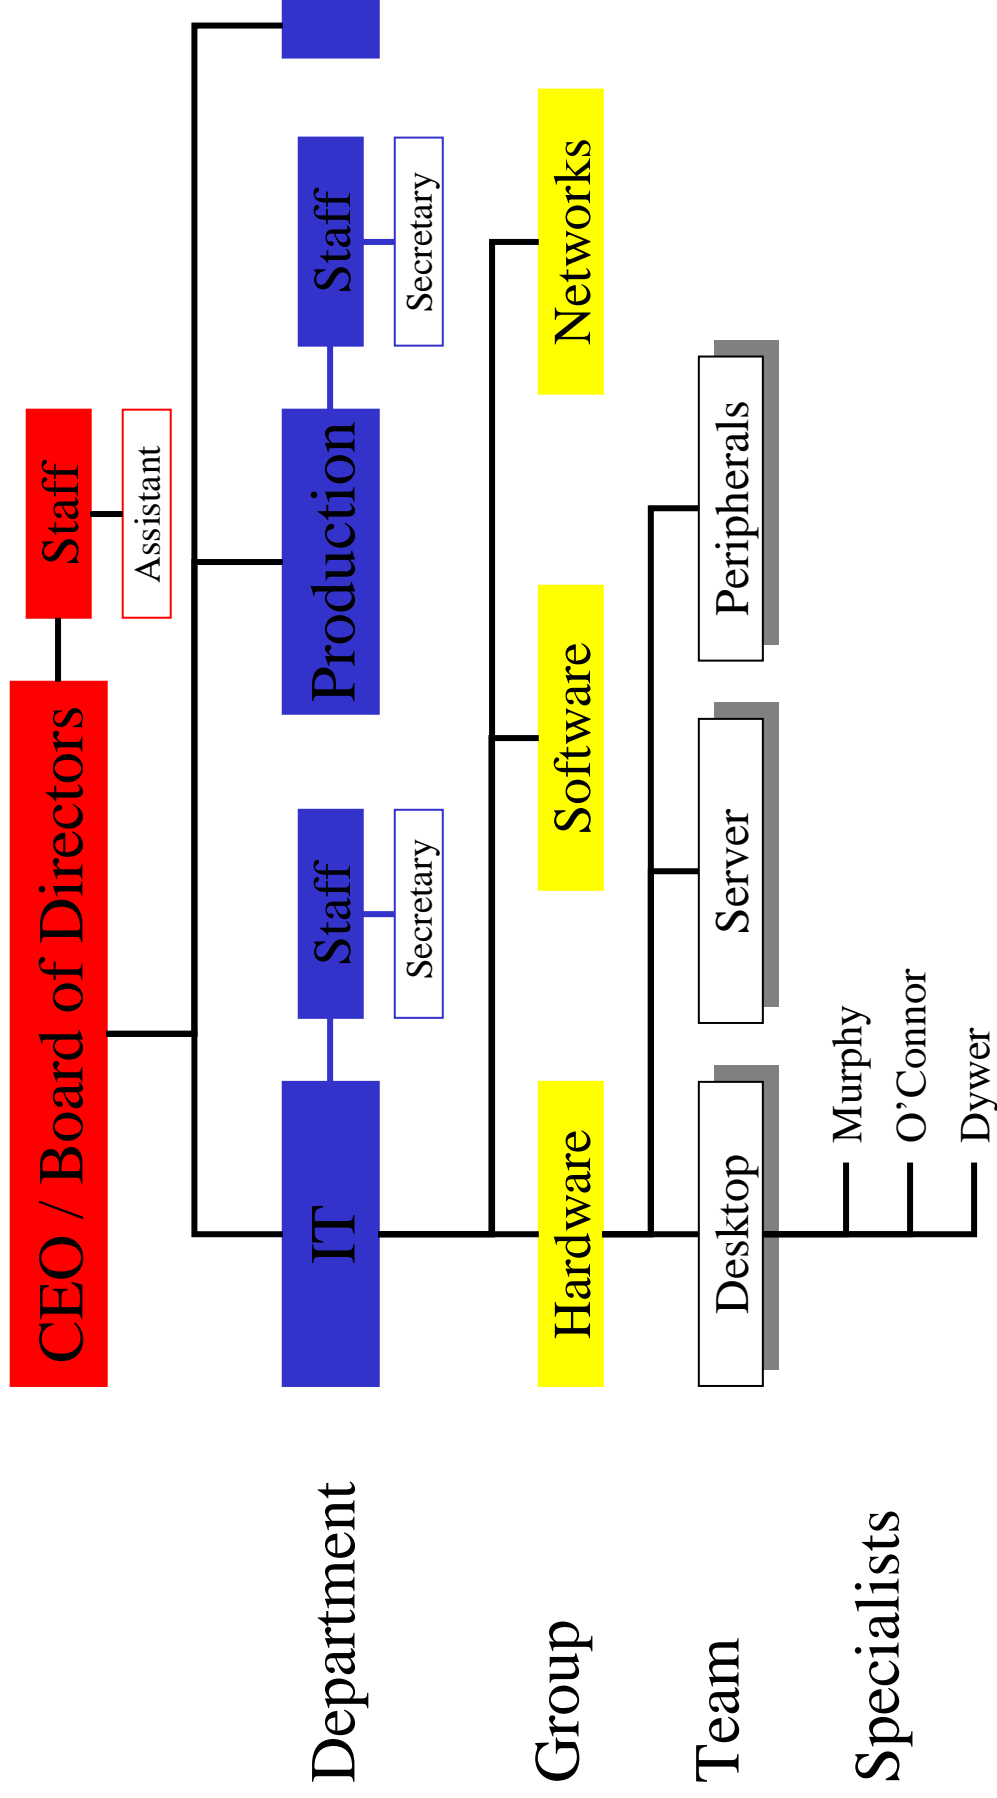 CEO / Board of Directors
Staff
Assistant
Department
IT
Staff
Secretary
Production
Staff
Secretary
Group
Hardware
Software
Networks
Team
Desktop
Server
Peripherals
Specialists
Murphy
O’Connor
Dywer